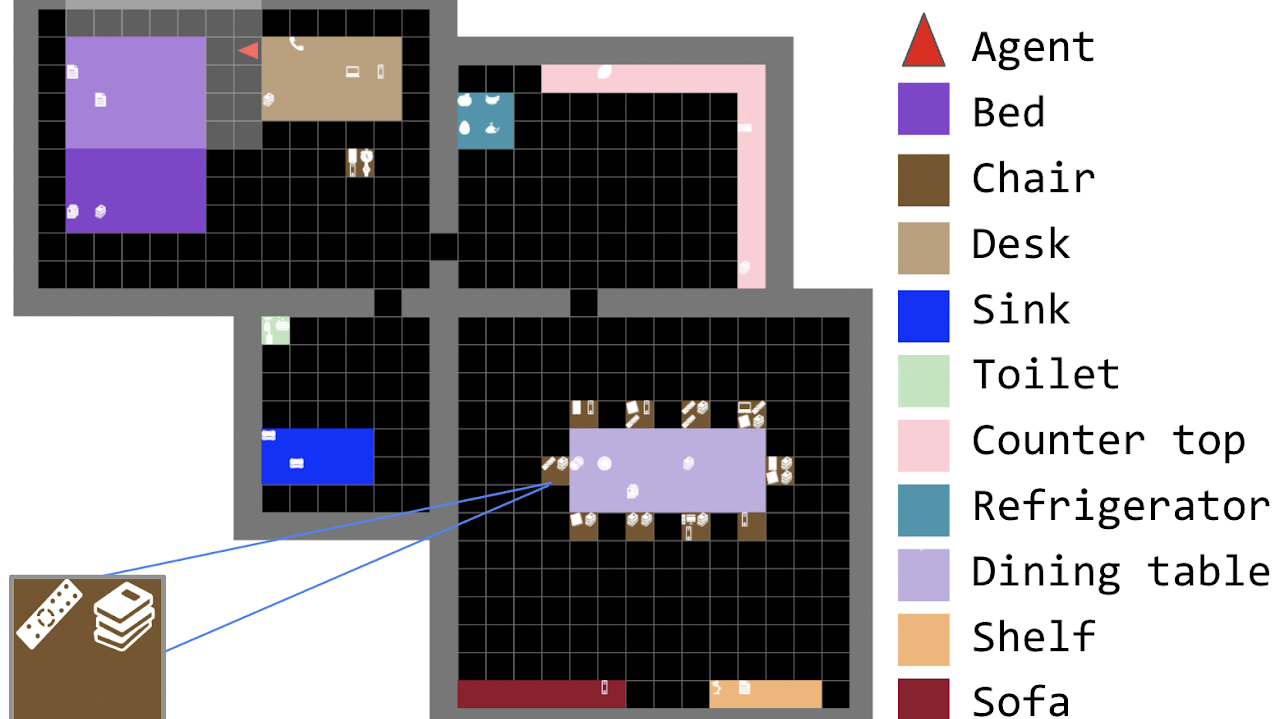 Agent
Bed
Chair
Desk
Sink
Toilet
Counter top
Refrigerator
Dining table
Shelf
Sofa